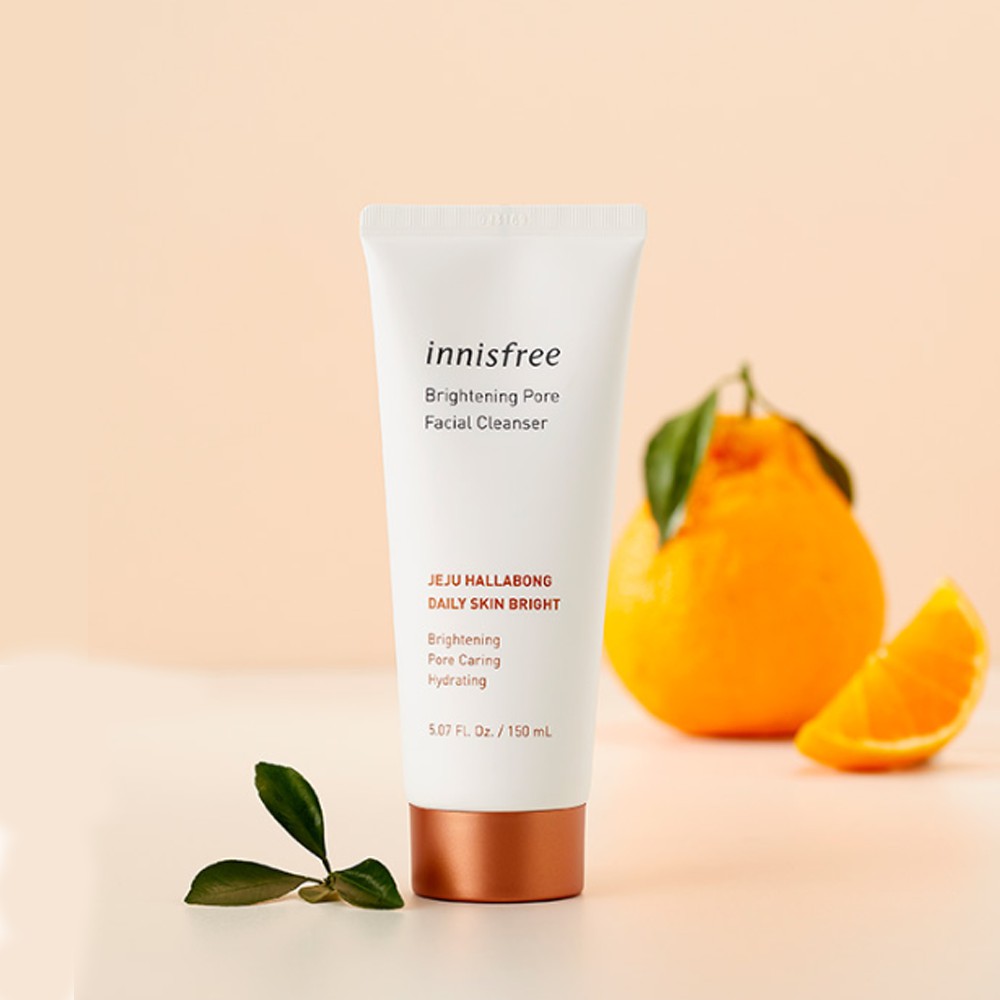 innisfree
Brightening Pore
Facial Cleanser
JEJU HALLABONG
DAILY SKIN BRIGHT
Brightening
Pore Caring
Hydrating
5.07 FL. Oz. / 150 mL